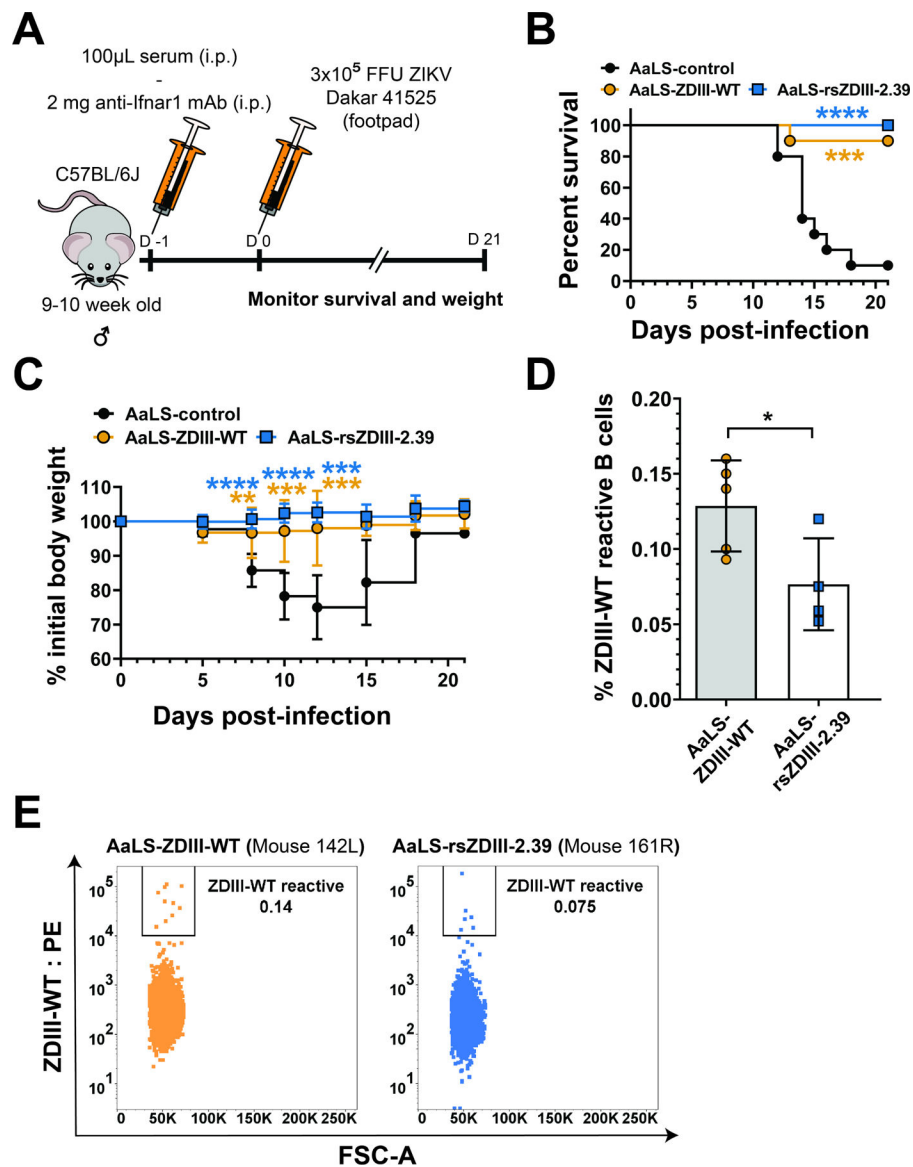 A
100µL serum (i.p.)
-
2 mg anti-Ifnar1 mAb (i.p.)
3x10⁵ FFU ZIKV
Dakar 41525
(footpad)
C57BL/6J
D -1
D 0
D 21
9-10 week old
♂
Monitor survival and weight
B
AaLS-control
AaLS-ZDIII-WT
AaLS-rsZDIII-2.39
****
***
100
80
60
40
20
0
Percent survival
0 5 10 15 20
Days post-infection
C
AaLS-control
AaLS-ZDIII-WT
AaLS-rsZDIII-2.39
**** **** ***
** *** ***
110
100
90
80
70
60
% initial body weight
0 5 10 15 20
Days post-infection
D
*
0.20
0.15
0.10
0.05
0.00
% ZDIII-WT reactive B cells
AaLS-
ZDIII-WT
AaLS-
rsZDIII-2.39
E
AaLS-ZDIII-WT (Mouse 142L)
AaLS-rsZDIII-2.39 (Mouse 161R)
ZDIII-WT reactive
0.14
ZDIII-WT reactive
0.075
10⁵
10⁴
10³
10²
10¹
10⁵
10⁴
10³
10²
10¹
ZDIII-WT : PE
0 50K 100K 150K 200K 250K
0 50K 100K 150K 200K 250K
FSC-A